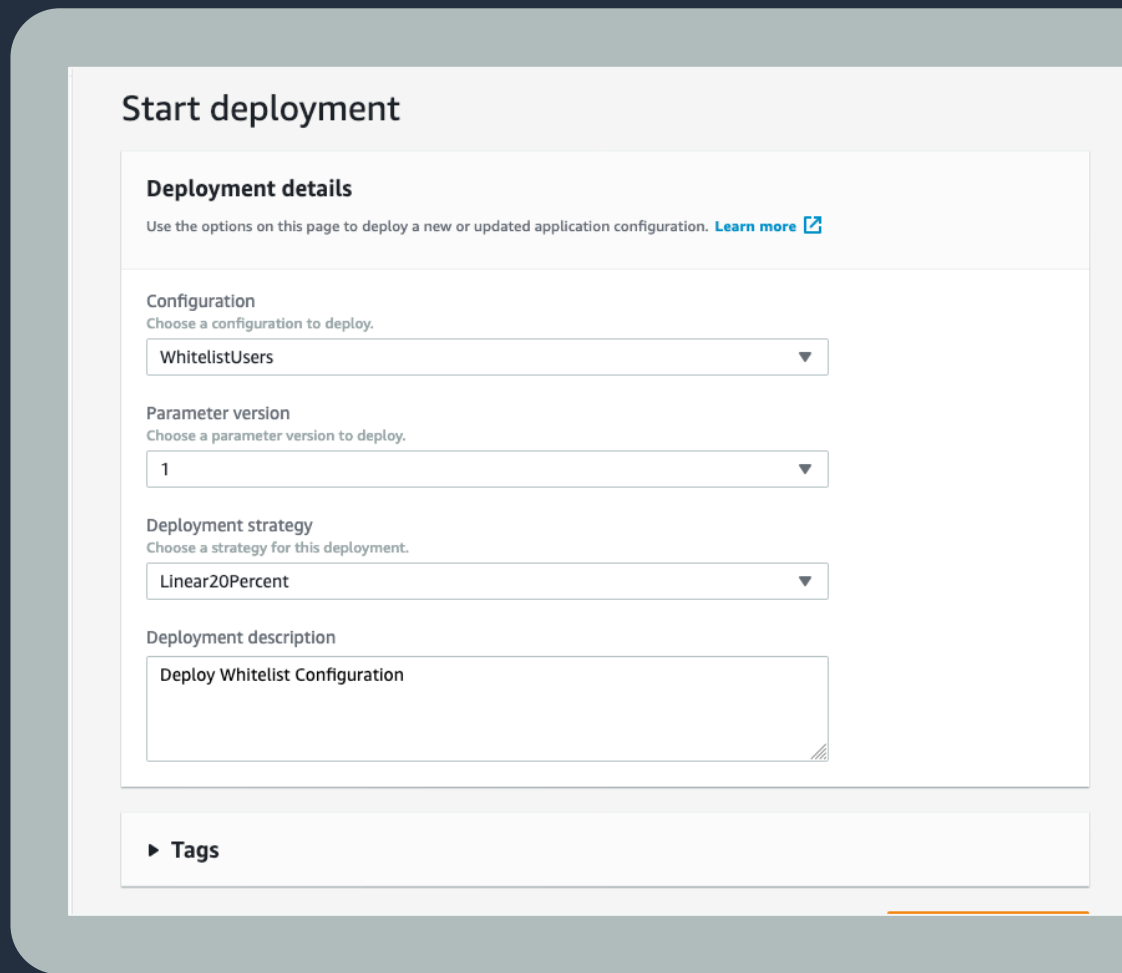 Start deployment
Deployment details
Use the options on this page to deploy a new or updated application configuration. Learn more
Configuration
Choose a configuration to deploy.
WhitelistUsers
Parameter version
Choose a parameter version to deploy.
1
Deployment strategy
Choose a strategy for this deployment.
Linear20Percent
Deployment description
Deploy Whitelist Configuration
Tags